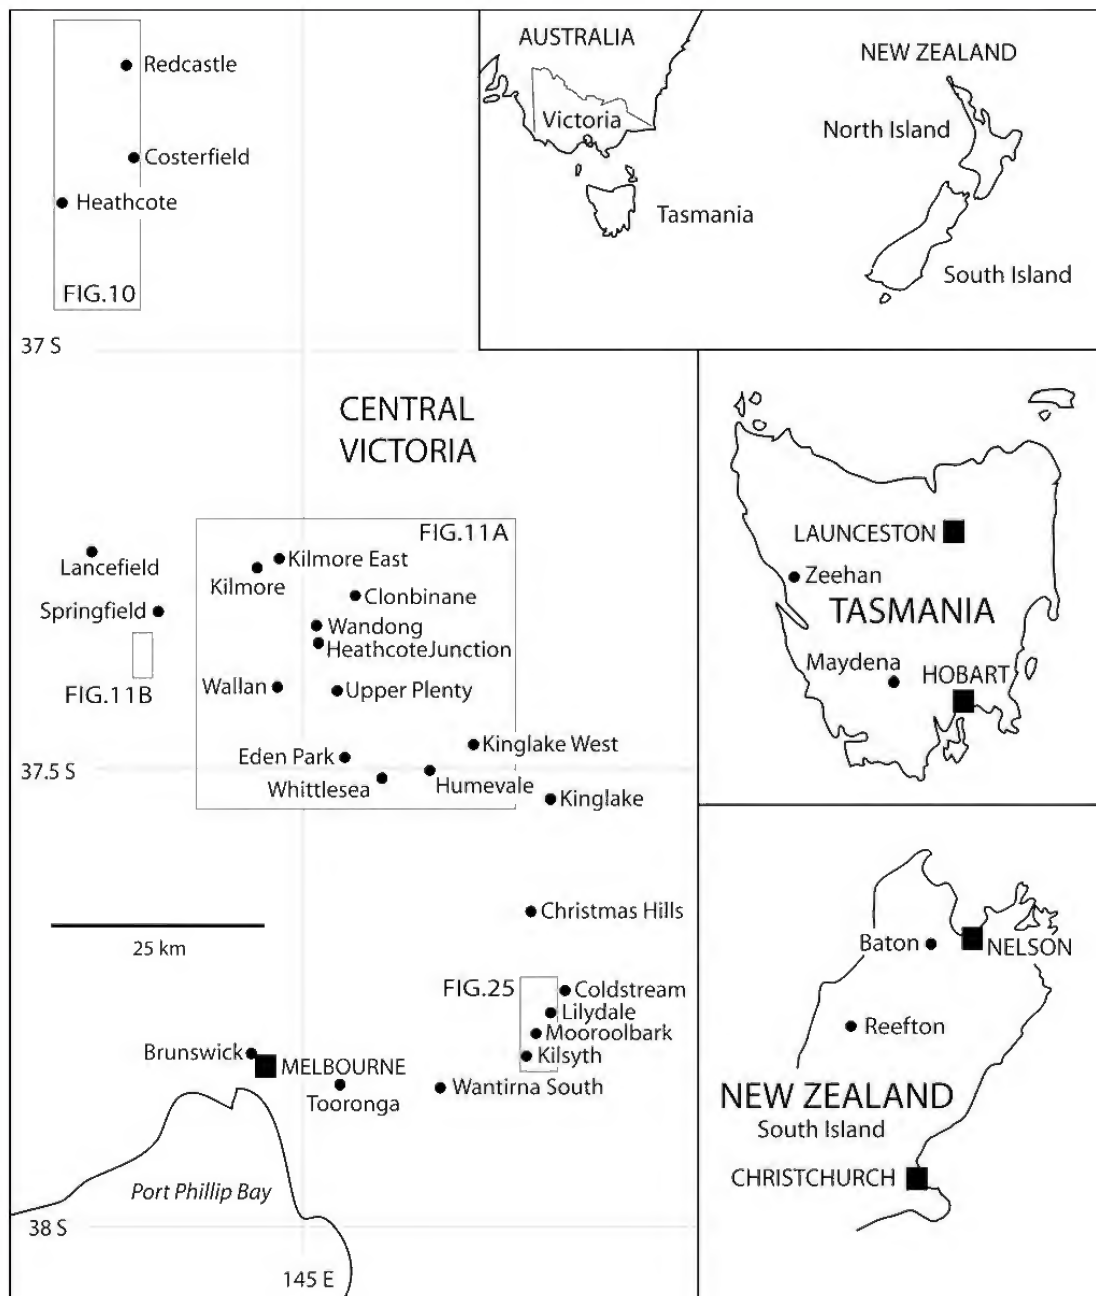 Redcastle
Costerfield
Heathcote
FIG.10
37 S
CENTRAL
VICTORIA
FIG.11A
Lancefield
Kilmore East
Kilmore
Springfield
Clonbinane
Wandong
HeathcoteJunction
FIG.11B
Wallan
Upper Plenty
Kinglake West
Eden Park
37.5 S
Whittlesea
Humevale
Kinglake
Christmas Hills
25 km
FIG.25
Coldstream
Lilydale
Mooroolbark
Brunswick
Kilsyth
MELBOURNE
Tooronga
Wantirna South
Port Phillip Bay
38 S
145 E
AUSTRALIA
NEW ZEALAND
Victoria
North Island
Tasmania
South Island
LAUNCESTON
Zeehan
TASMANIA
Maydena
HOBART
Baton
NELSON
Reefton
NEW ZEALAND
South Island
CHRISTCHURCH